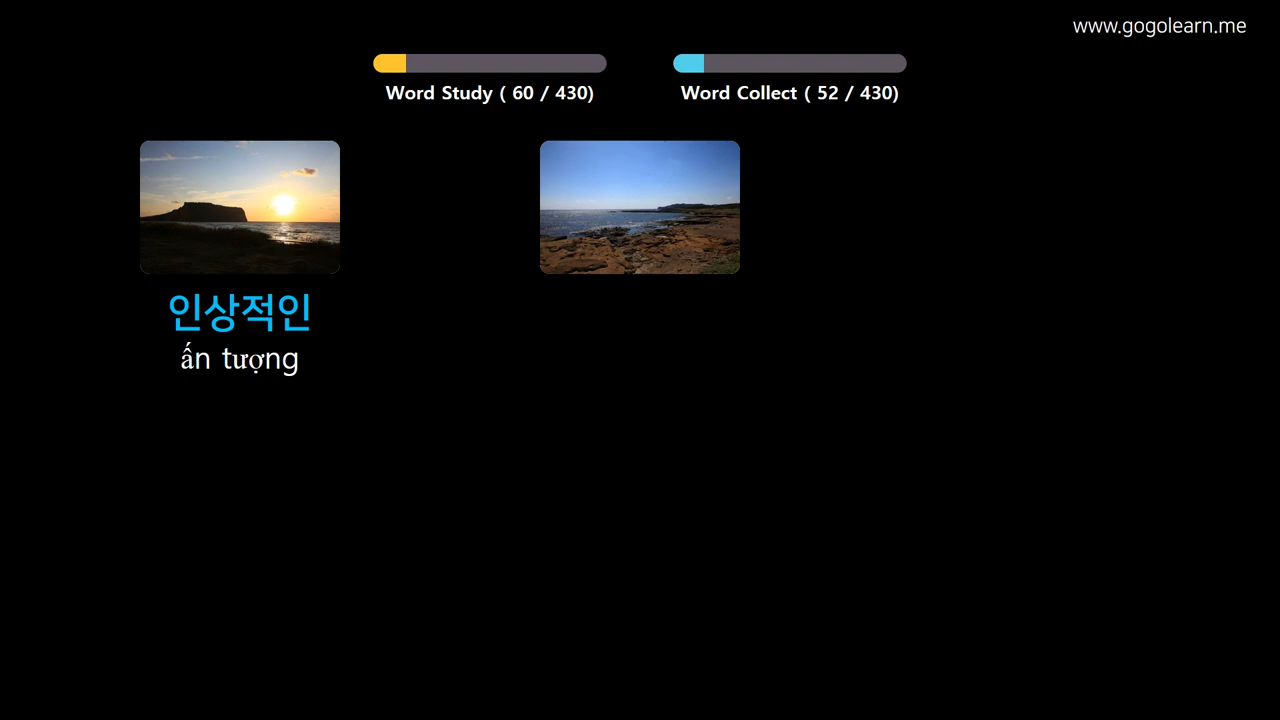 www.gogolearn.me
Word Study ( 60 / 430)
Word Collect ( 52 / 430)
인상적인
ấn tượng